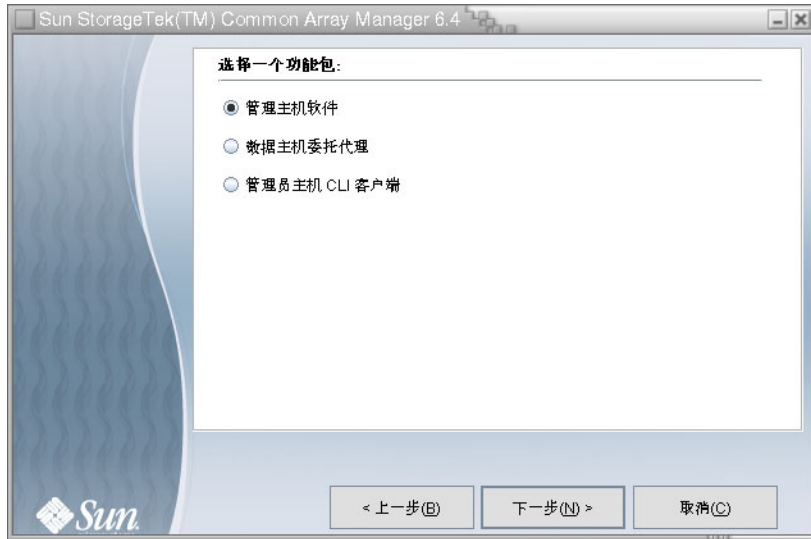 Sun StorageTek(TM) Common Array Manager 6.4
选择一个功能包:
管理主机软件
数据主机委托代理
管理员主机 CLI 客户端
Sun
< 上一步(B)
下一步(N) >
取消(C)